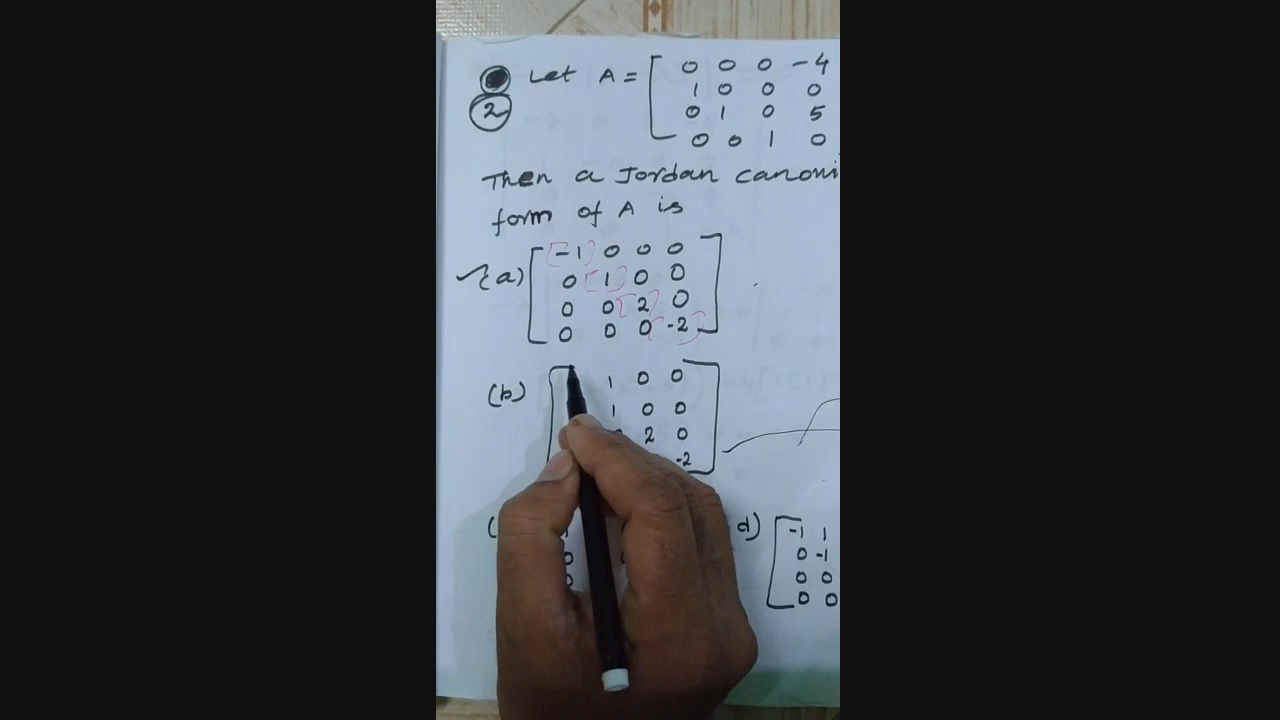 Let A = [ 0 0 0 -4
1 0 0 0
② 0 1 0 5
0 0 1 0
Then a Jordan canoni
form of A is
(a) [ -1 0 0 0 ]
0 1 0 0
0 0 2 0
0 0 0 -2
(b) [ 1 0 0 ]
1 0 0
2 0
-2
d) [ -1 1
0 -1
0 0
0 0